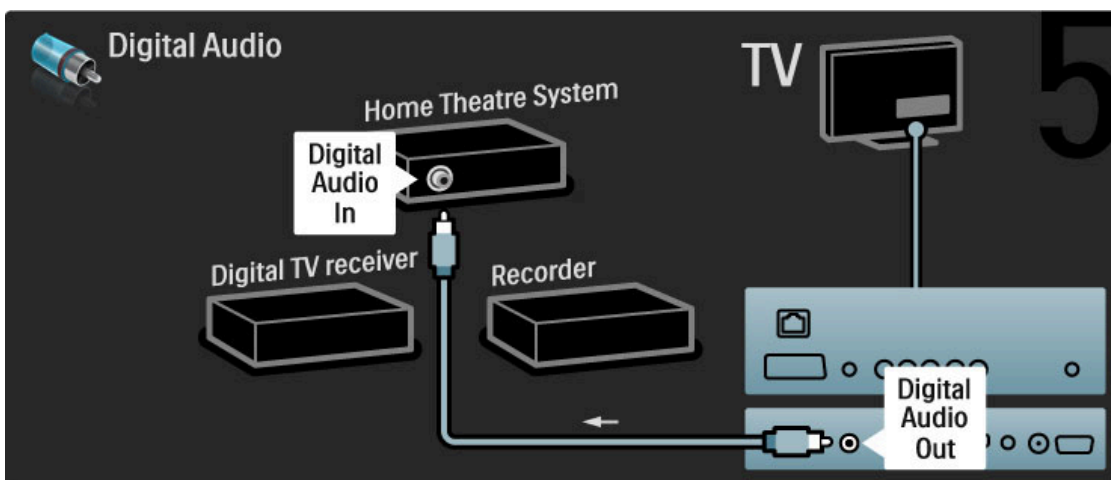 Digital Audio
TV
5
Home Theatre System
Digital
Audio
In
Digital TV receiver
Recorder
Digital
Audio
Out